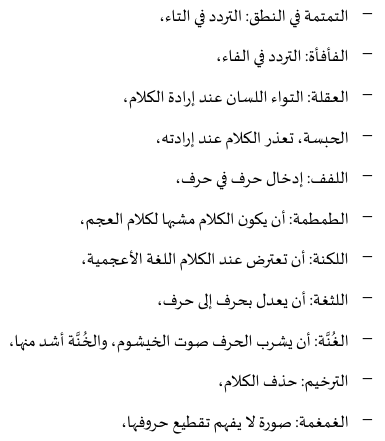 – التمتمة في النطق: التردد في التاء،
– الفأفأة: التردد في الفاء،
– العقلة: التواء اللسان عند إرادة الكلام،
– الحبسة، تعذر الكلام عند إرادته،
– اللفف: إدخال حرف في حرف،
– الطمطمة: أن يكون الكلام مشبها لكلام العجم،
– اللكنة: أن تعترض عند الكلام اللغة الأعجمية،
– اللثغة: أن يعدل بحرف إلى حرف،
– الغُنَّة: أن يشرب الحرف صوت الخيشوم، والخُنَّة أشد منها،
– الترخيم: حذف الكلام،
– الغمغمة: صورة لا يفهم تقطيع حروفها،